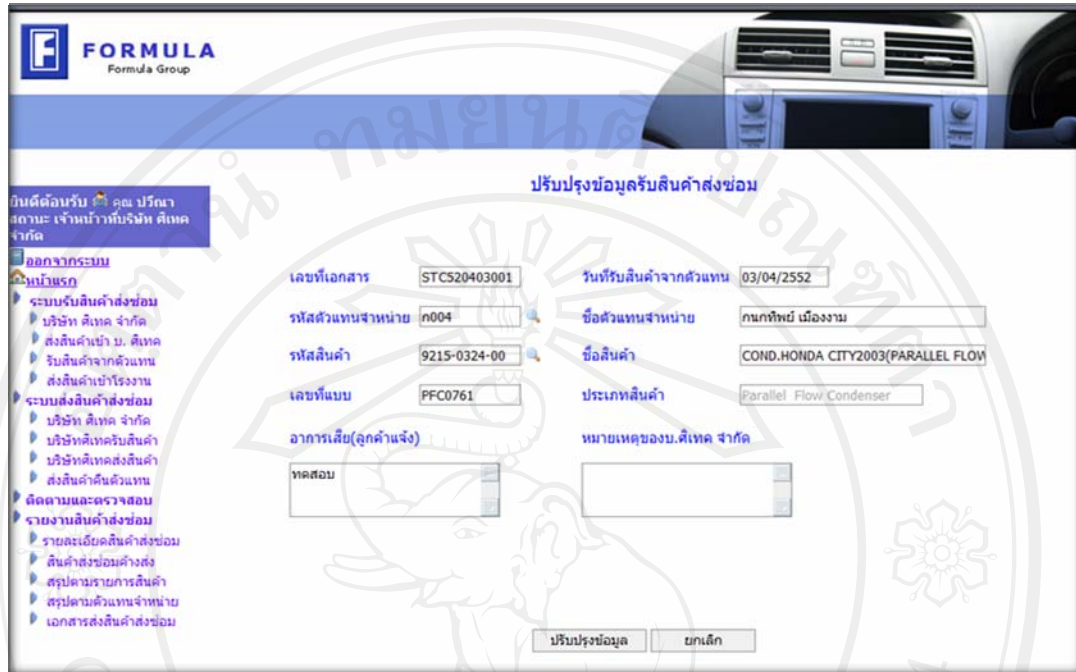 FORMULA
Formula Group
ปรับปรุงข้อมูลรับสินค้าส่งซ่อม
ยินดีต้อนรับ คุณ ปวีณา
สถานะ เจ้าหน้าาที่บริษัท ศีเทค
จำกัด
ออกจากระบบ
หน้าแรก
ระบบรับสินค้าส่งซ่อม
บริษัท ศีเทค จำกัด
ส่งสินค้าเข้า บ. ศีเทค
รับสินค้าจากตัวแทน
ส่งสินค้าเข้าโรงงาน
ระบบส่งสินค้าส่งซ่อม
บริษัท ศีเทค จำกัด
บริษัทศีเทครับสินค้า
บริษัทศีเทคส่งสินค้า
ส่งสินค้าคืนตัวแทน
ติดตามและตรวจสอบ
รายงานสินค้าส่งซ่อม
รายละเอียดสินค้าส่งซ่อม
สินค้าส่งซ่อมค้างส่ง
สรุปตามรายการสินค้า
สรุปตามตัวแทนจำหน่าย
เอกสารส่งสินค้าส่งซ่อม
เลขที่เอกสาร STC520403001 วันที่รับสินค้าจากตัวแทน 03/04/2552
รหัสตัวแทนจำหน่าย ก004 ชื่อตัวแทนจำหน่าย กนกทิพย์ เมืองงาม
รหัสสินค้า 9215-0324-00 ชื่อสินค้า COND.HONDA CITY2003(PARALLEL FLOW
เลขที่แบบ PFC0761 ประเภทสินค้า Parallel Flow Condenser
อาการเสีย(ลูกค้าแจ้ง) หมายเหตุของบ.ศีเทค จำกัด
ทดสอบ
ปรับปรุงข้อมูล ยกเลิก